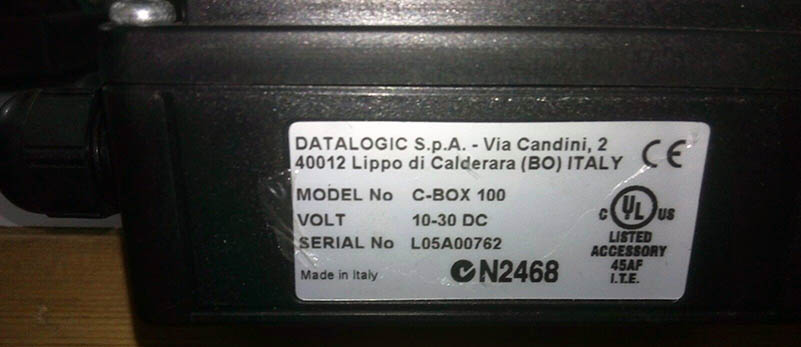 DATALOGIC S.p.A. - Via Candini, 2
40012 Lippo di Calderara (BO) ITALY CE
MODEL No C-BOX 100
VOLT 10-30 DC
SERIAL No L05A00762
Made in Italy
N2468
C UL US
LISTED
ACCESSORY
45AF
I.T.E.